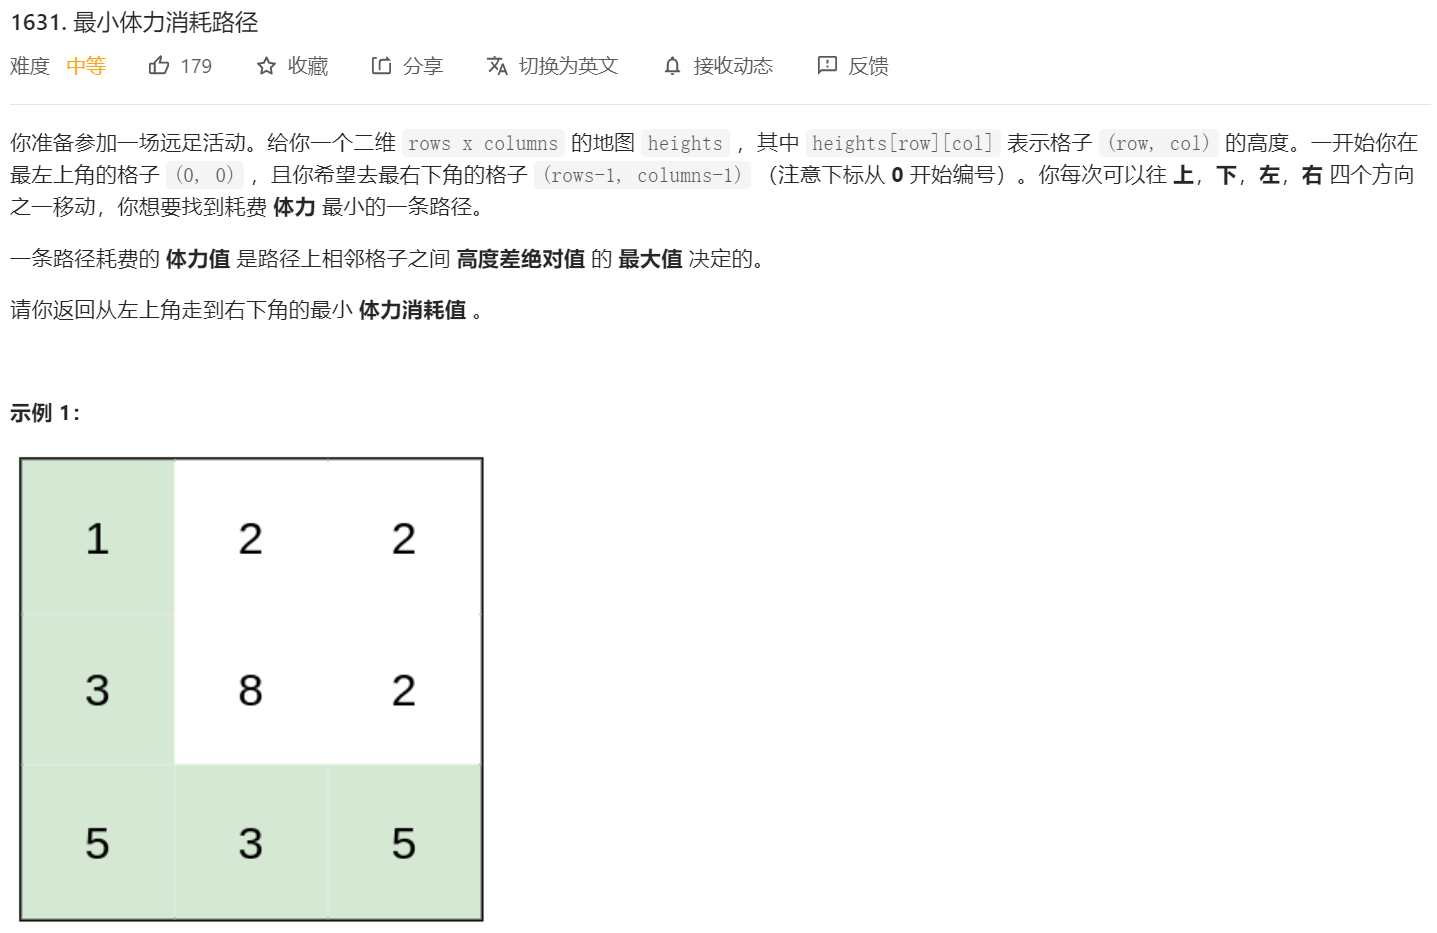 1631. 最小体力消耗路径
难度 中等 179 收藏 分享 切换为英文 接收动态 反馈
你准备参加一场远足活动。给你一个二维 rows x columns 的地图 heights ，其中 heights[row][col] 表示格子 (row, col) 的高度。一开始你在
最左上角的格子 (0, 0) ，且你希望去最右下角的格子 (rows-1, columns-1) （注意下标从 0 开始编号）。你每次可以往 上，下，左，右 四个方向
之一移动，你想要找到耗费 体力 最小的一条路径。
一条路径耗费的 体力值 是路径上相邻格子之间 高度差绝对值 的 最大值 决定的。
请你返回从左上角走到右下角的最小 体力消耗值 。
示例 1：
1 2 2
3 8 2
5 3 5